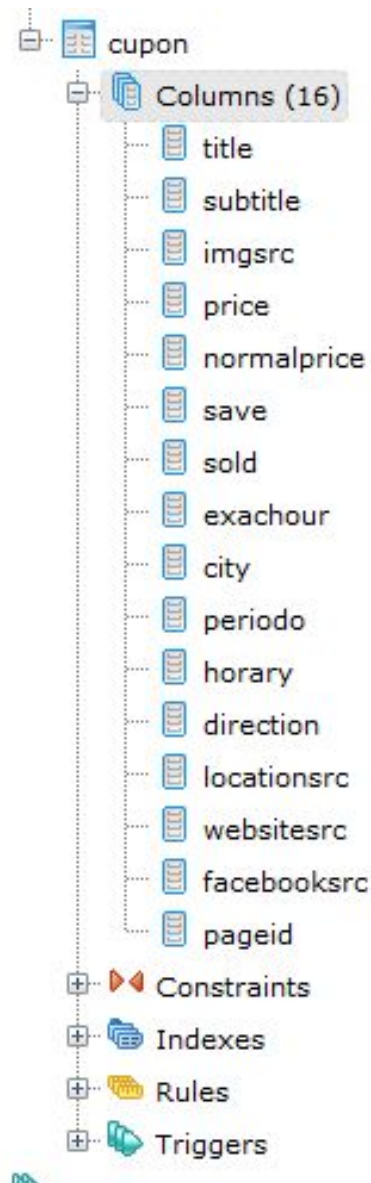 cupon
Columns (16)
title
subtitle
imgsrc
price
normalprice
save
sold
exachour
city
periodo
horary
direction
locationsrc
websitesrc
facebooksrc
pageid
Constraints
Indexes
Rules
Triggers